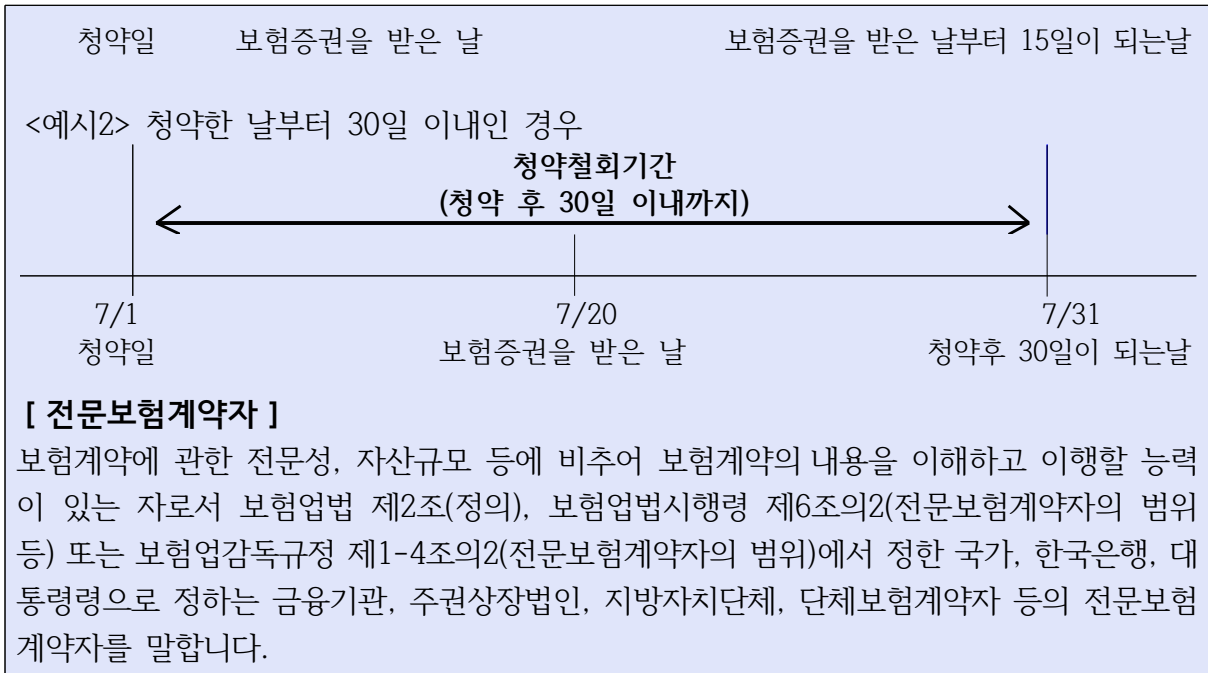 청약일 보험증권을 받은 날 보험증권을 받은 날부터 15일이 되는날
<예시2> 청약한 날부터 30일 이내인 경우
청약철회기간
(청약 후 30일 이내까지)
7/1 7/20 7/31
청약일 보험증권을 받은 날 청약후 30일이 되는날
[ 전문보험계약자 ]
보험계약에 관한 전문성, 자산규모 등에 비추어 보험계약의 내용을 이해하고 이행할 능력
이 있는 자로서 보험업법 제2조(정의), 보험업법시행령 제6조의2(전문보험계약자의 범위
등) 또는 보험업감독규정 제1-4조의2(전문보험계약자의 범위)에서 정한 국가, 한국은행, 대
통령령으로 정하는 금융기관, 주권상장법인, 지방자치단체, 단체보험계약자 등의 전문보험
계약자를 말합니다.